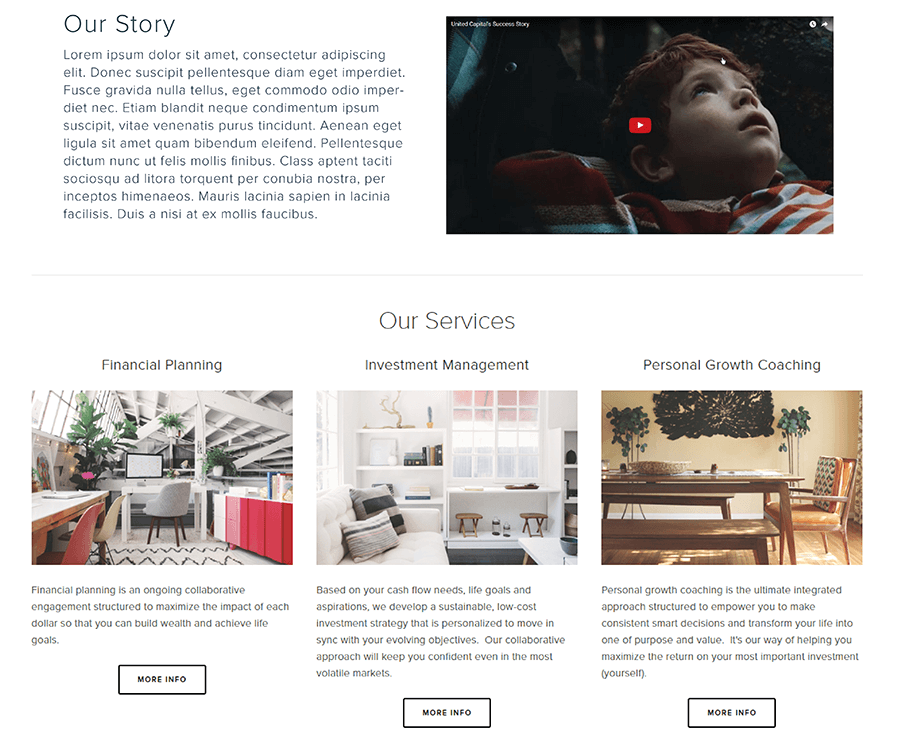 Our Story
Lorem ipsum dolor sit amet, consectetur adipiscing
elit. Donec suscipit pellentesque diam eget imperdiet.
Fusce gravida nulla tellus, eget commodo odio imper-
diet nec. Etiam blandit neque condimentum ipsum
suscipit, vitae venenatis purus tincidunt. Aenean eget
ligula sit amet quam bibendum eleifend. Pellentesque
dictum nunc ut felis mollis finibus. Class aptent taciti
sociosqu ad litora torquent per conubia nostra, per
inceptos himenaeos. Mauris lacinia sapien in lacinia
facilisis. Duis a nisi at ex mollis faucibus.
United Capital's Success Story
Our Services
Financial Planning
Financial planning is an ongoing collaborative
engagement structured to maximize the impact of each
dollar so that you can build wealth and achieve life
goals.
MORE INFO
Investment Management
Based on your cash flow needs, life goals and
aspirations, we develop a sustainable, low-cost
investment strategy that is personalized to move in
sync with your evolving objectives.  Our collaborative
approach will keep you confident even in the most
volatile markets.
MORE INFO
Personal Growth Coaching
Personal growth coaching is the ultimate integrated
approach structured to empower you to make
consistent smart decisions and transform your life into
one of purpose and value.  It's our way of helping you
maximize the return on your most important investment
(yourself).
MORE INFO